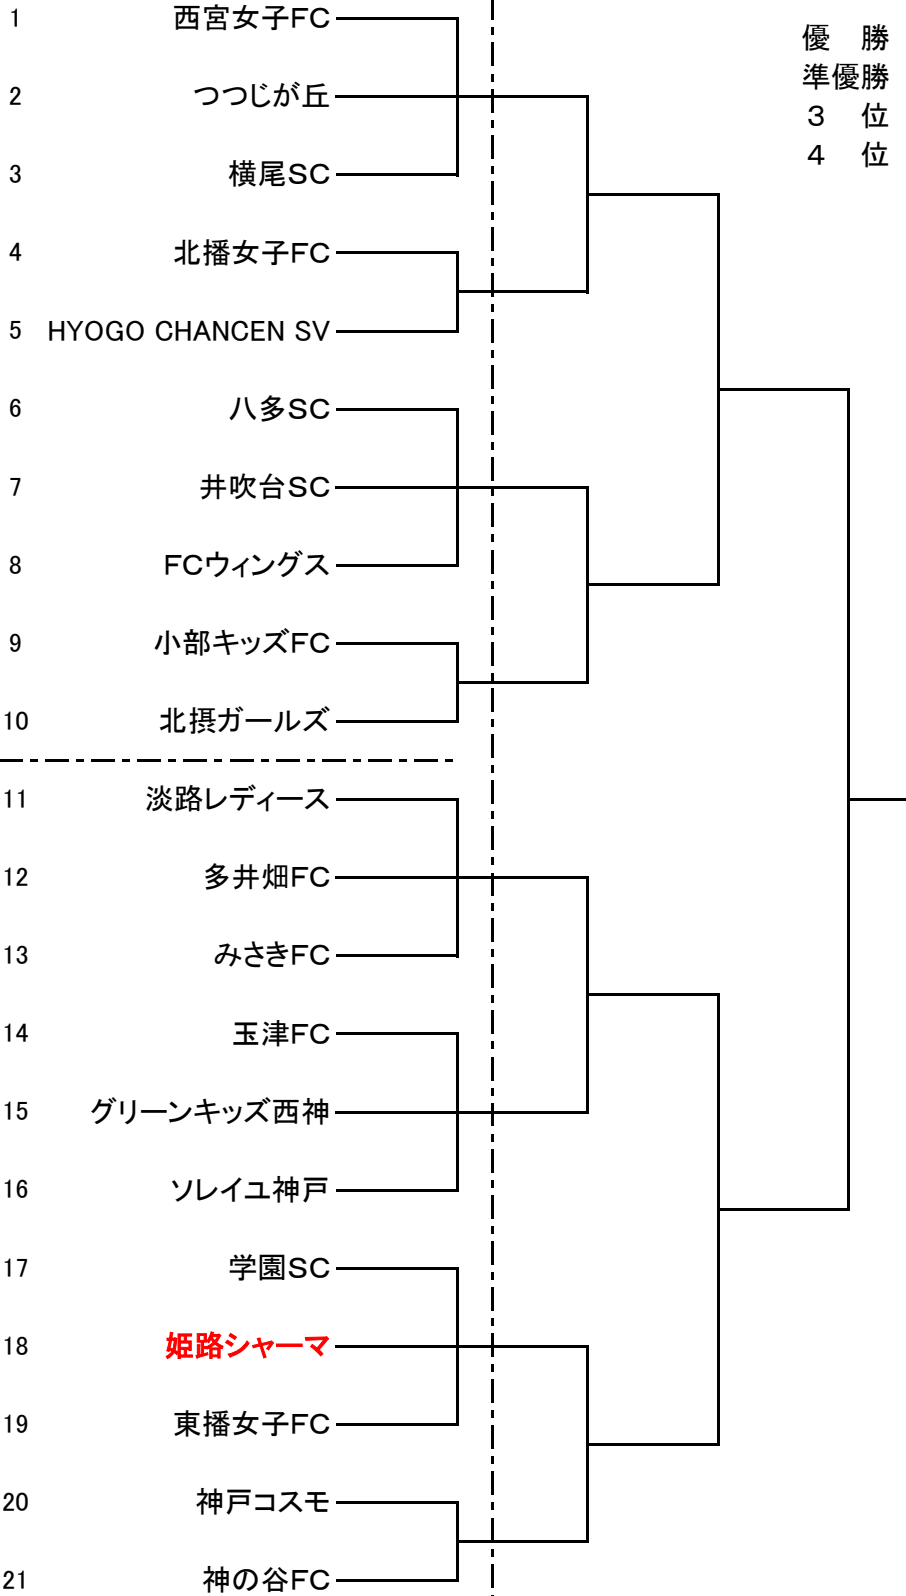 1 西宮女子FC
優 勝
準優勝
2 つつじが丘
3 位
4 位
3 横尾SC
4 北播女子FC
5 HYOGO CHANCEN SV
6 八多SC
7 井吹台SC
8 FCウィングス
9 小部キッズFC
10 北摂ガールズ
11 淡路レディース
12 多井畑FC
13 みさきFC
14 玉津FC
15 グリーンキッズ西神
16 ソレイユ神戸
17 学園SC
18 姫路シャーマ
19 東播女子FC
20 神戸コスモ
21 神の谷FC